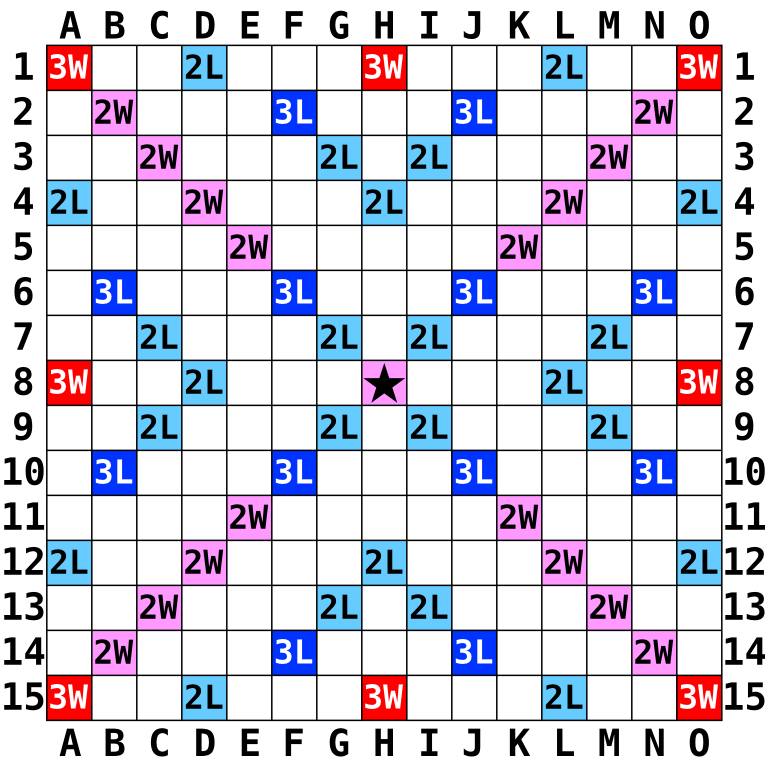 A B C D E F G H I J K L M N O
1 3W 2L 3W 2L 3W 1
2 2W 3L 3L 2W 2
3 2W 2L 2L 2W 3
4 2L 2W 2L 2W 2L 4
5 2W 2W 5
6 3L 3L 3L 3L 6
7 2L 2L 2L 2L 7
8 3W 2L ★ 2L 3W 8
9 2L 2L 2L 2L 9
10 3L 3L 3L 3L 10
11 2W 2W 11
12 2L 2W 2L 2W 2L 12
13 2W 2L 2L 2W 13
14 2W 3L 3L 2W 14
15 3W 2L 3W 2L 3W 15
A B C D E F G H I J K L M N O